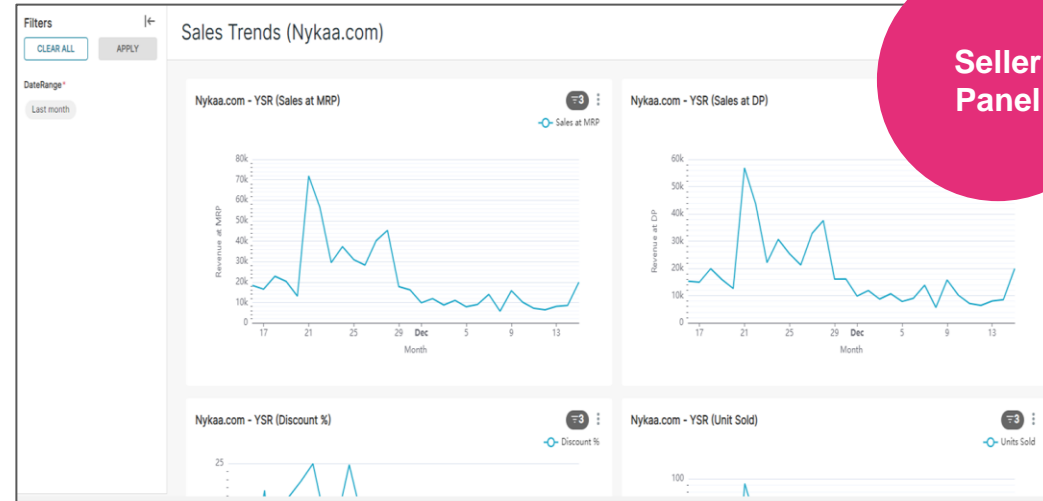 Filters
CLEAR ALL
APPLY
DateRange*
Last month
Sales Trends (Nykaa.com)
Seller
Panel
Nykaa.com - YSR (Sales at MRP)
3
Sales at MRP
80k
70k
60k
50k
40k
30k
20k
10k
0
Revenue at MRP
17 21 25 29 Dec 5 9 13
Month
Nykaa.com - YSR (Sales at DP)
60k
50k
40k
30k
20k
10k
0
Revenue at DP
17 21 25 29 Dec 5 9 13
Month
Nykaa.com - YSR (Discount %)
3
Discount %
25
Nykaa.com - YSR (Unit Sold)
3
Units Sold
100